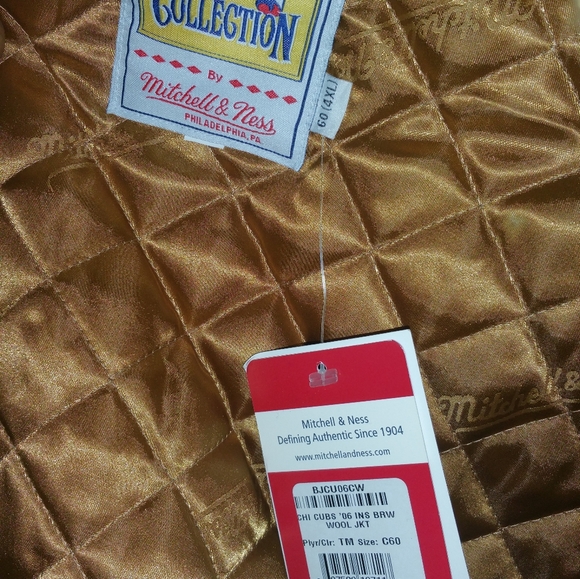 COLLECTION
By
Mitchell & Ness
PHILADELPHIA, PA.
60 (4XL)
Mitchell &
Mitchell & Ness
Defining Authentic Since 1904
www.mitchellandness.com
BJCU06CW
CHI CUBS '06 INS BRW
WOOL JKT
Plyr/Clr: TM Size: C60